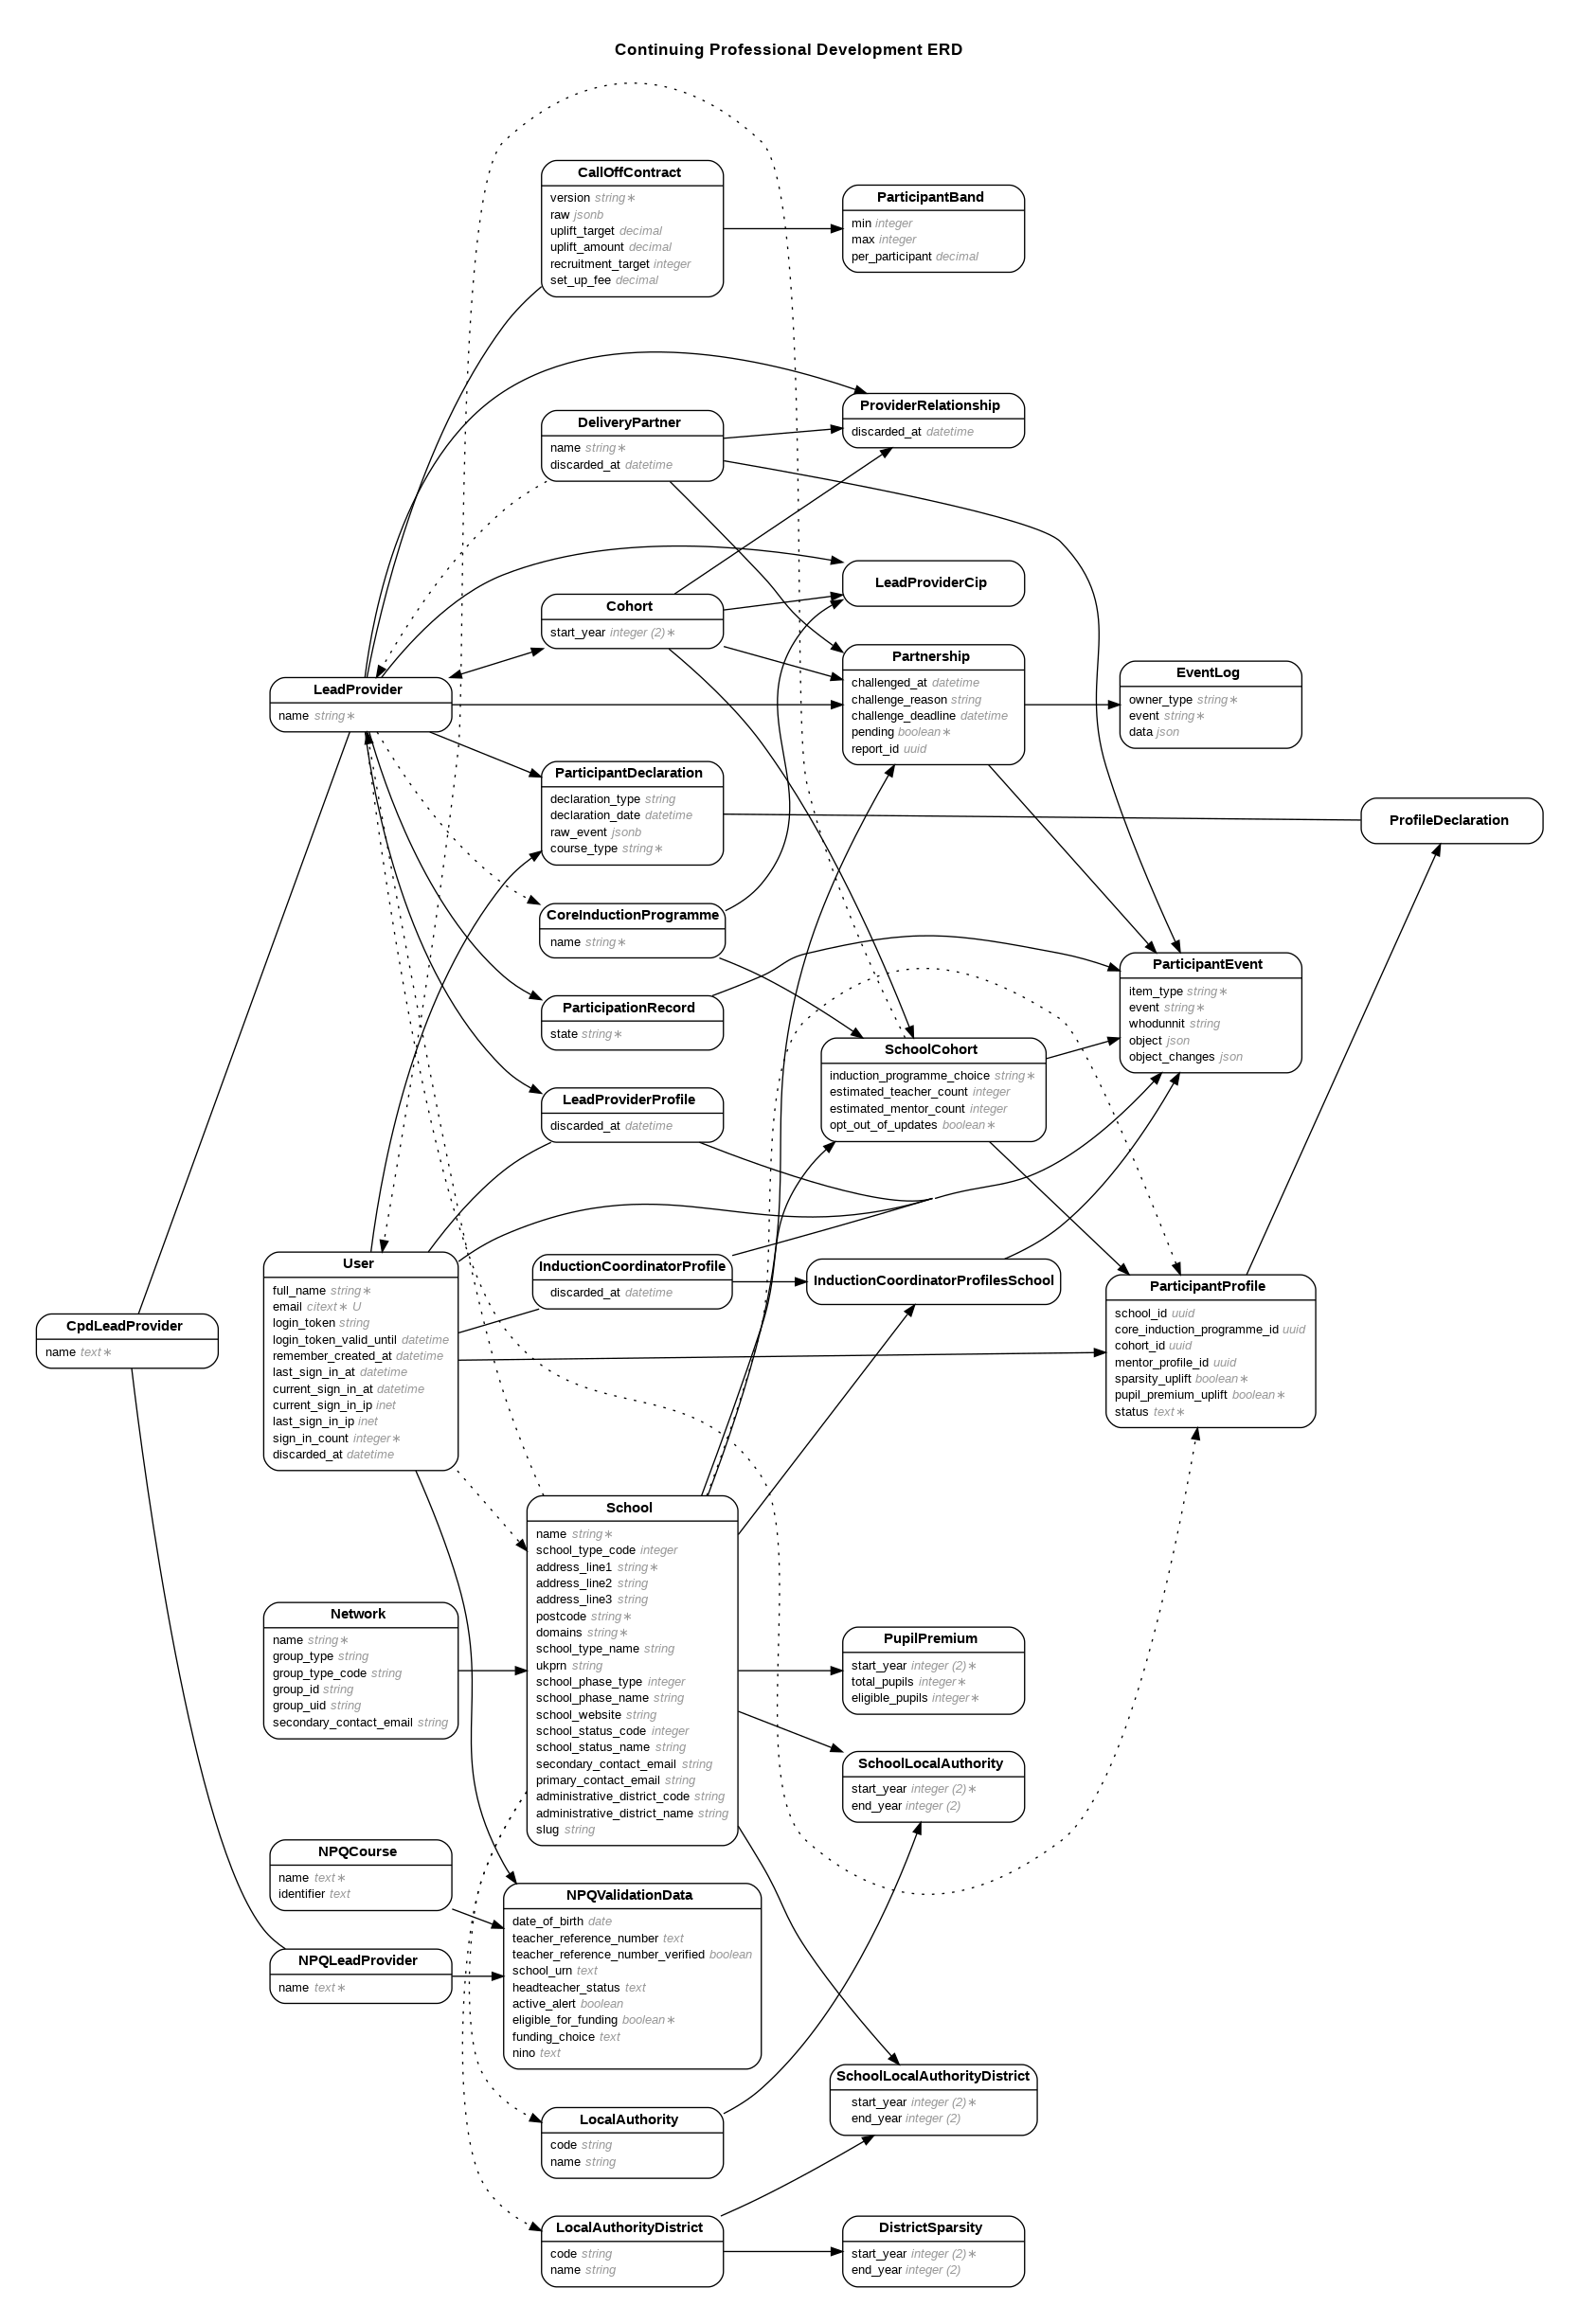 Continuing Professional Development ERD
CallOffContract
version string∗
raw jsonb
uplift_target decimal
uplift_amount decimal
recruitment_target integer
set_up_fee decimal
ParticipantBand
min integer
max integer
per_participant decimal
ProviderRelationship
discarded_at datetime
DeliveryPartner
name string∗
discarded_at datetime
LeadProviderCip
Cohort
start_year integer (2)∗
Partnership
challenged_at datetime
challenge_reason string
challenge_deadline datetime
pending boolean∗
report_id uuid
EventLog
owner_type string∗
event string∗
data json
LeadProvider
name string∗
ParticipantDeclaration
declaration_type string
declaration_date datetime
raw_event jsonb
course_type string∗
ProfileDeclaration
CoreInductionProgramme
name string∗
ParticipantEvent
item_type string∗
event string∗
whodunnit string
object json
object_changes json
ParticipationRecord
state string∗
SchoolCohort
induction_programme_choice string∗
estimated_teacher_count integer
estimated_mentor_count integer
opt_out_of_updates boolean∗
LeadProviderProfile
discarded_at datetime
User
full_name string∗
email citext∗ U
login_token string
login_token_valid_until datetime
remember_created_at datetime
last_sign_in_at datetime
current_sign_in_at datetime
current_sign_in_ip inet
last_sign_in_ip inet
sign_in_count integer∗
discarded_at datetime
InductionCoordinatorProfile
discarded_at datetime
InductionCoordinatorProfilesSchool
ParticipantProfile
school_id uuid
core_induction_programme_id uuid
cohort_id uuid
mentor_profile_id uuid
sparsity_uplift boolean∗
pupil_premium_uplift boolean∗
status text∗
CpdLeadProvider
name text∗
School
name string∗
school_type_code integer
address_line1 string∗
address_line2 string
address_line3 string
postcode string∗
domains string∗
school_type_name string
ukprn string
school_phase_type integer
school_phase_name string
school_website string
school_status_code integer
school_status_name string
secondary_contact_email string
primary_contact_email string
administrative_district_code string
administrative_district_name string
slug string
Network
name string∗
group_type string
group_type_code string
group_id string
group_uid string
secondary_contact_email string
PupilPremium
start_year integer (2)∗
total_pupils integer∗
eligible_pupils integer∗
SchoolLocalAuthority
start_year integer (2)∗
end_year integer (2)
NPQCourse
name text∗
identifier text
NPQValidationData
date_of_birth date
teacher_reference_number text
teacher_reference_number_verified boolean
school_urn text
headteacher_status text
active_alert boolean
eligible_for_funding boolean∗
funding_choice text
nino text
NPQLeadProvider
name text∗
SchoolLocalAuthorityDistrict
start_year integer (2)∗
end_year integer (2)
LocalAuthority
code string
name string
LocalAuthorityDistrict
code string
name string
DistrictSparsity
start_year integer (2)∗
end_year integer (2)